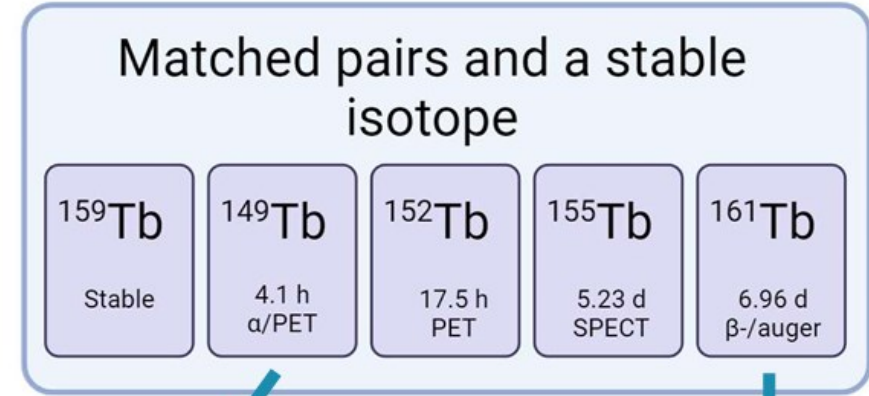 Matched pairs and a stable
isotope
159Tb
Stable
149Tb
4.1 h
α/PET
152Tb
17.5 h
PET
155Tb
5.23 d
SPECT
161Tb
6.96 d
β-/auger